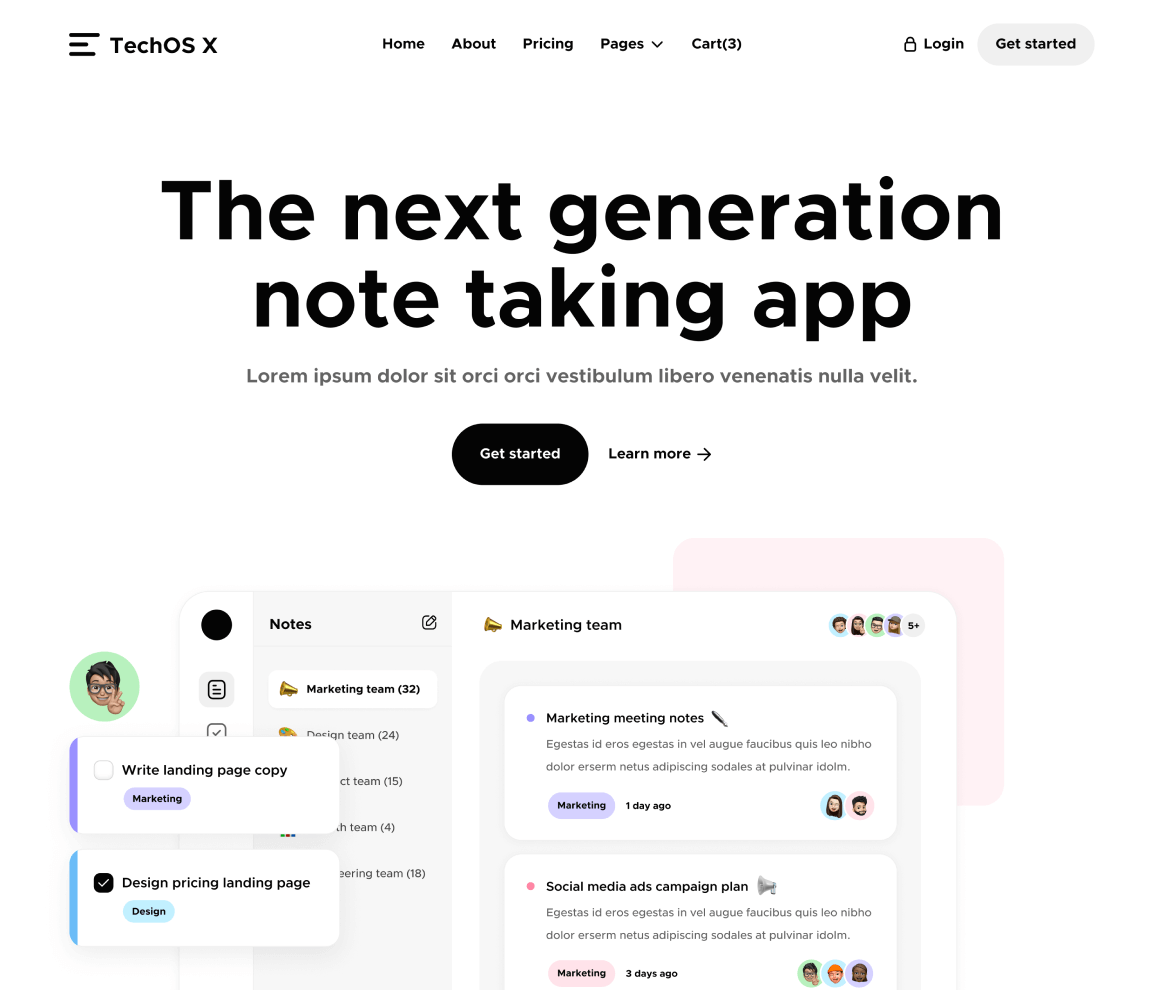 TechOS X
Home
About
Pricing
Pages
Cart(3)
Login
Get started
The next generation
note taking app
Lorem ipsum dolor sit orci orci vestibulum libero venenatis nulla velit.
Get started
Learn more
Notes
Marketing team (32)
Design team (24)
ct team (15)
th team (4)
eering team (18)
Write landing page copy
Marketing
Design pricing landing page
Design
Marketing team
5+
Marketing meeting notes
Egestas id eros egestas in vel augue faucibus quis leo nibho
dolor erserm netus adipiscing sodales at pulvinar idolm.
Marketing
1 day ago
Social media ads campaign plan
Egestas id eros egestas in vel augue faucibus quis leo nibho
dolor erserm netus adipiscing sodales at pulvinar idolm.
Marketing
3 days ago